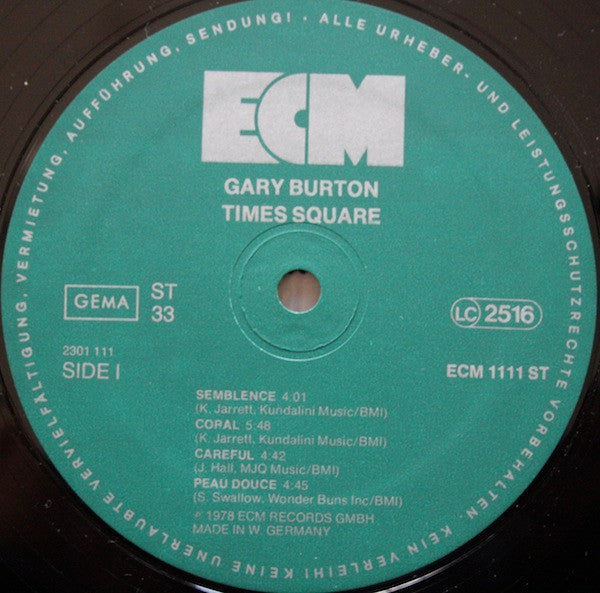 ALLE URHEBER- UND LEISTUNGSSCHUTZRECHTE VORBEHALTEN · KEIN VERLEIH! KEINE UNERLAUBTE VERVIELFÄLTIGUNG, VERMIETUNG, AUFFÜHRUNG, SENDUNG! ·
ECM
GARY BURTON
TIMES SQUARE
GEMA
ST
33
LC 2516
2301 111
SIDE I
ECM 1111 ST
SEMBLENCE 4:01
(K. Jarrett, Kundalini Music/BMI)
CORAL 5:48
(K. Jarrett, Kundalini Music/BMI)
CAREFUL 4:42
(J. Hall, MJQ Music/BMI)
PEAU DOUCE 4:45
(S. Swallow, Wonder Buns Inc/BMI)
℗ 1978 ECM RECORDS GMBH
MADE IN W. GERMANY